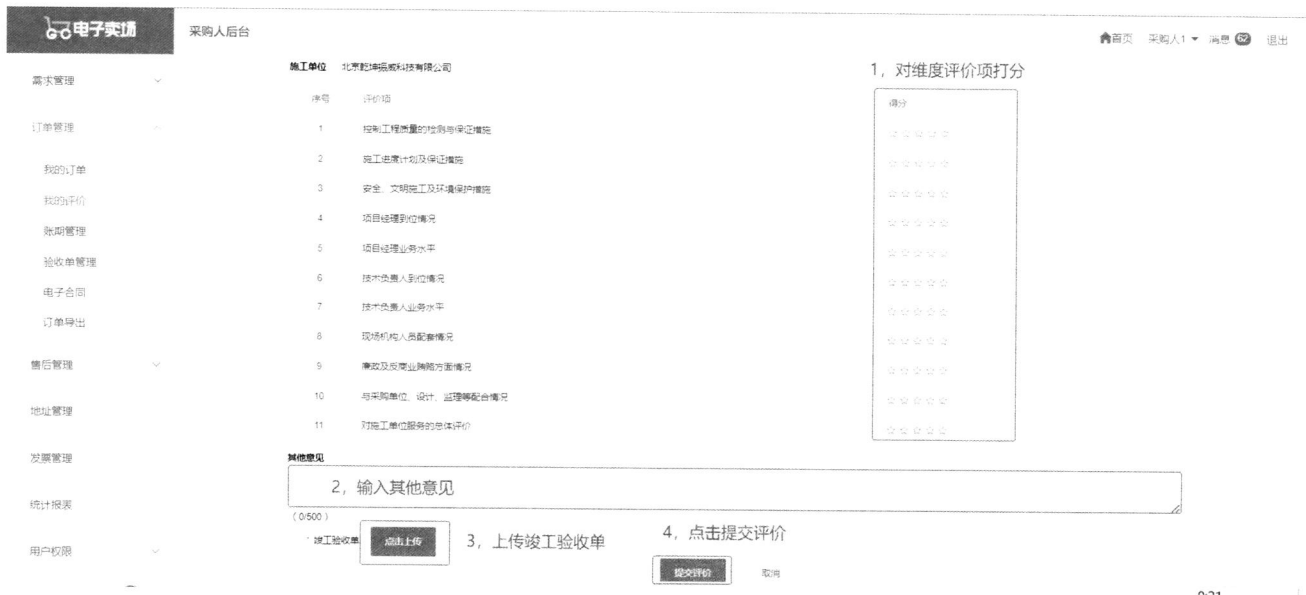 电子卖场 采购人后台
首页 采购人1 消息 62 退出
需求管理
订单管理
我的订单
我的评价
账期管理
验收单管理
电子合同
订单导出
售后管理
地址管理
发票管理
统计报表
用户权限
施工单位 北京乾坤振威科技有限公司
1，对维度评价项打分
序号 评价项 得分
1 控制工程质量的检测与保证措施
2 施工进度计划及保证措施
3 安全、文明施工及环境保护措施
4 项目经理到位情况
5 项目经理业务水平
6 技术负责人到位情况
7 技术负责人业务水平
8 现场机构人员配套情况
9 廉政及反商业贿赂方面情况
10 与采购单位、设计、监理等配合情况
11 对施工单位服务的总体评价
其他意见
2，输入其他意见
(0/500)
竣工验收单 点击上传 3，上传竣工验收单
4，点击提交评价
提交评价 取消